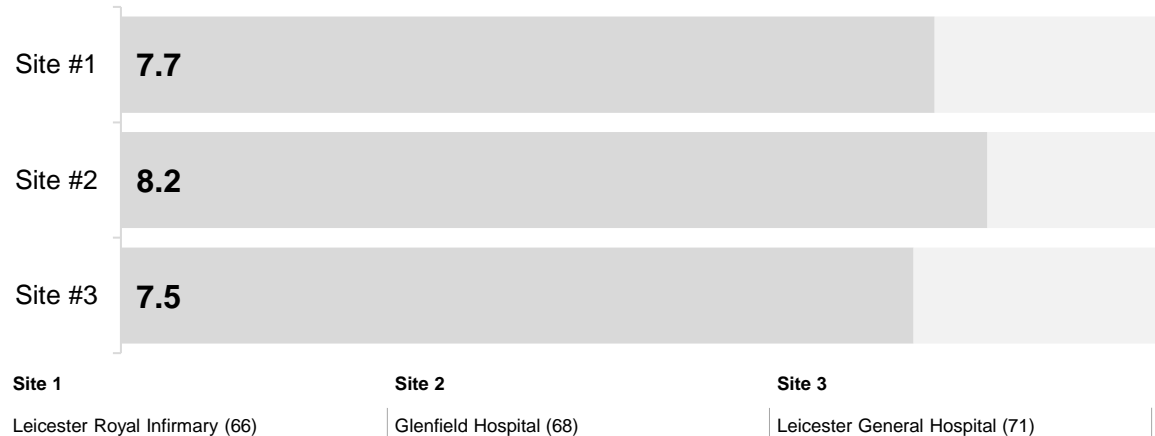 Site #1 7.7
Site #2 8.2
Site #3 7.5
Site 1 Site 2 Site 3
Leicester Royal Infirmary (66) Glenfield Hospital (68) Leicester General Hospital (71)